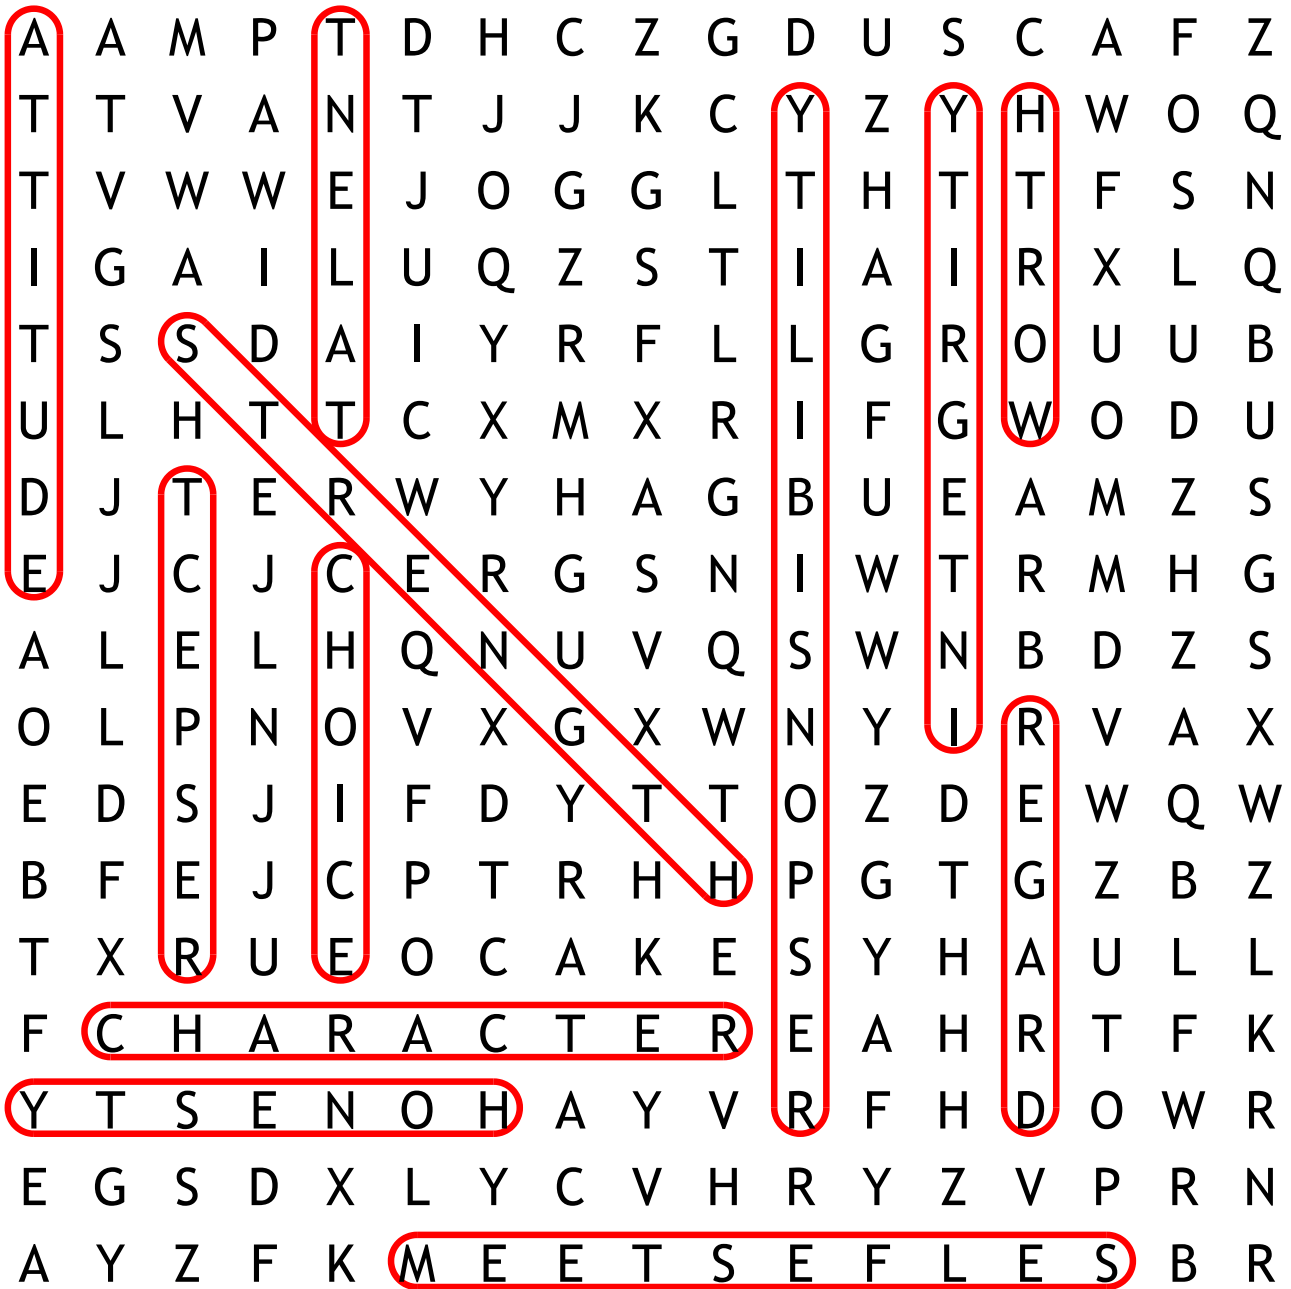 A A M P T D H C Z G D U S C A F Z
T T V A N T J J K C Y Z Y H W O Q
T V W W E J O G G L T H T T F S N
I G A I L U Q Z S T I A I R X L Q
T S S D A I Y R F L L G R O U U B
U L H T T C X M X R I F G W O D U
D J T E R W Y H A G B U E A M Z S
E J C J C E R G S N I W T R M H G
A L E L H Q N U V Q S W N B D Z S
O L P N O V X G X W N Y I R V A X
E D S J I F D Y T T O Z D E W Q W
B F E J C P T R H H P G T G Z B Z
T X R U E O C A K E S Y H A U L L
F C H A R A C T E R E A H R T F K
Y T S E N O H A Y V R F H D O W R
E G S D X L Y C V H R Y Z V P R N
A Y Z F K M E E T S E F L E S B R